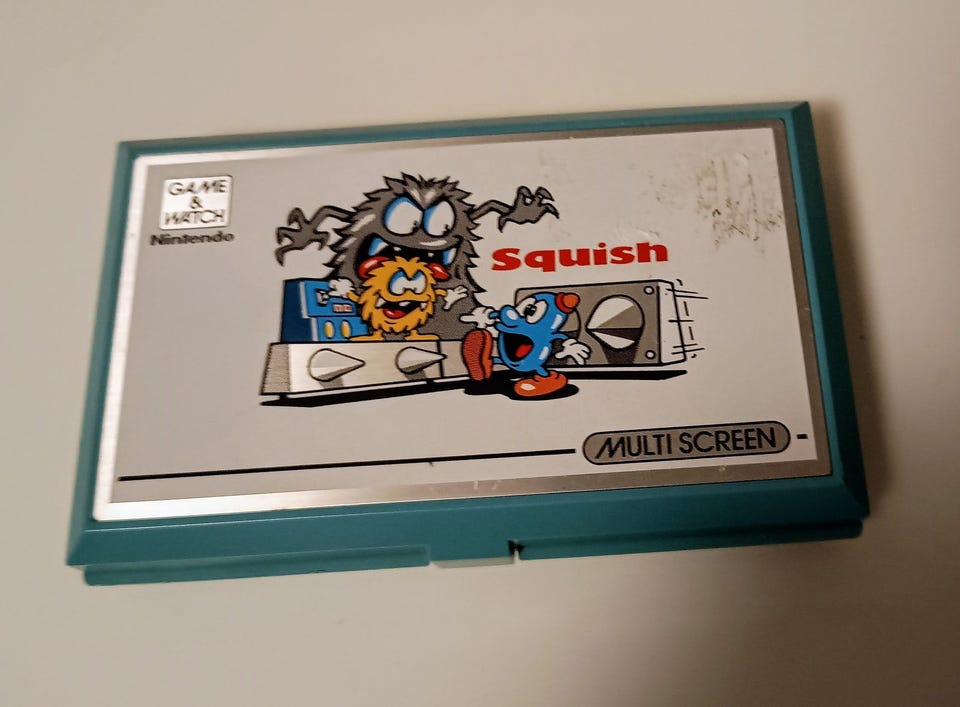 GAME
&
WATCH
Nintendo
Squish
MULTI SCREEN